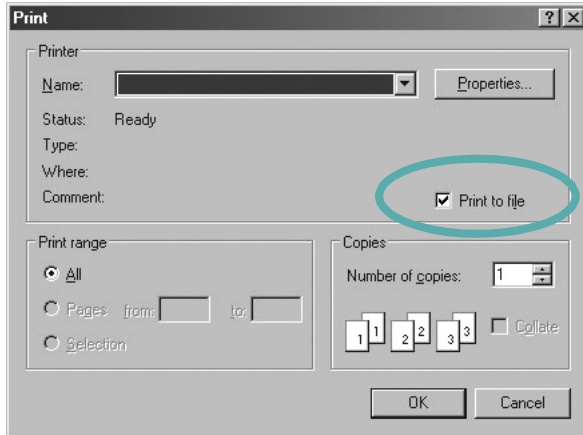 Print
Printer
Name:
Properties...
Status: Ready
Type:
Where:
Comment:
Print to file
Print range
All
Pages from: to:
Selection
Copies
Number of copies: 1
1 1 2 2 3 3 Collate
OK Cancel